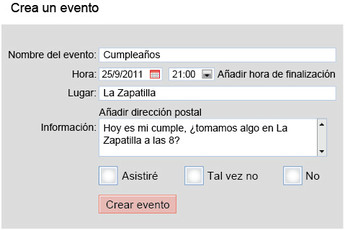 Crea un evento
Nombre del evento: Cumpleaños
Hora: 25/9/2011 21:00 Añadir hora de finalización
Lugar: La Zapatilla
Añadir dirección postal
Información: Hoy es mi cumple, ¿tomamos algo en La
Zapatilla a las 8?
Asistiré Tal vez no No
Crear evento